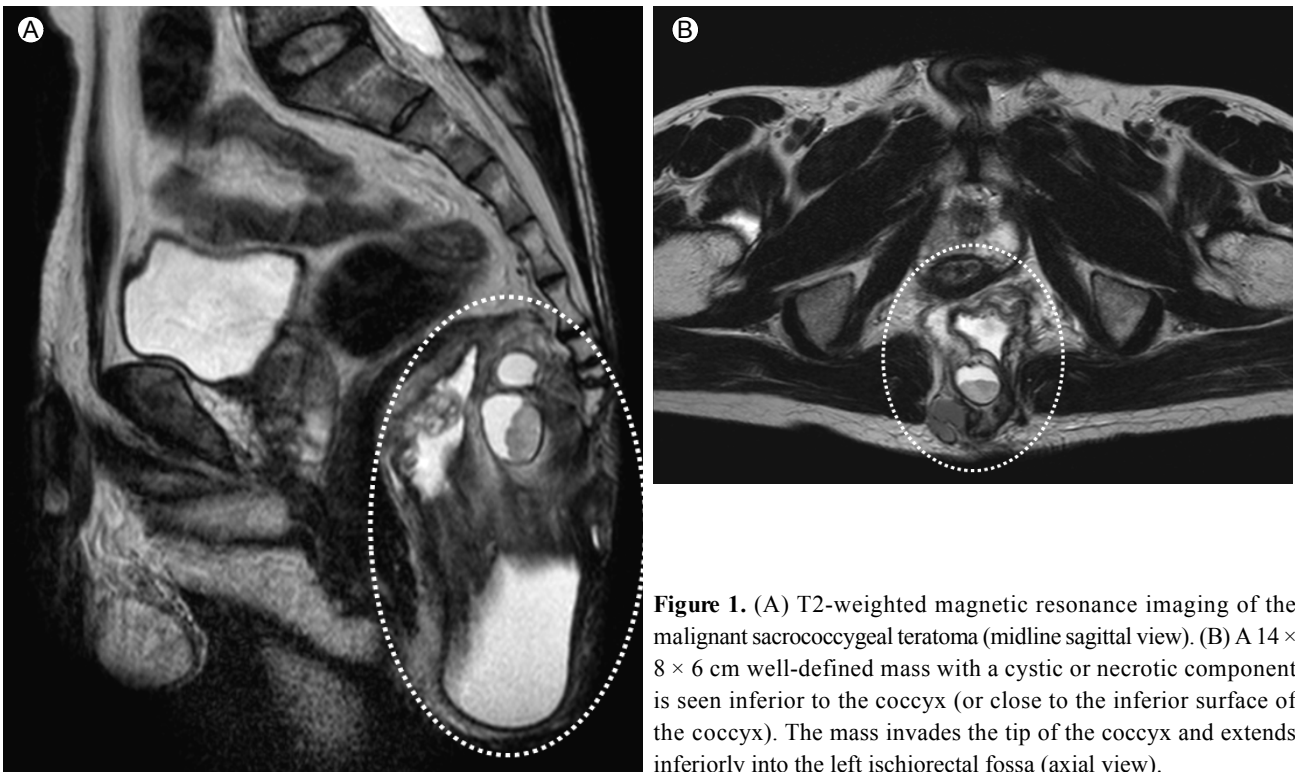 A
B
Figure 1. (A) T2-weighted magnetic resonance imaging of the
malignant sacrococcygeal teratoma (midline sagittal view). (B) A 14 ×
8 × 6 cm well-defined mass with a cystic or necrotic component
is seen inferior to the coccyx (or close to the inferior surface of
the coccyx). The mass invades the tip of the coccyx and extends
inferiorly into the left ischiorectal fossa (axial view).